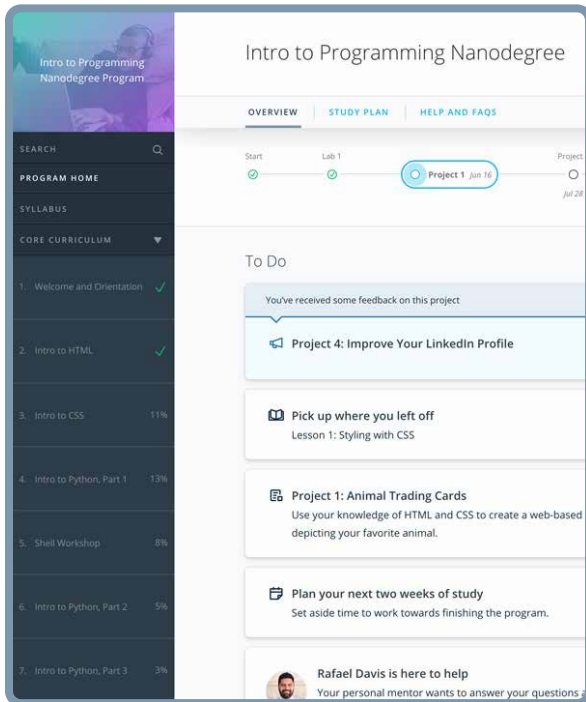 Intro to Programming
Nanodegree Program
SEARCH
PROGRAM HOME
SYLLABUS
CORE CURRICULUM
1. Welcome and Orientation
2. Intro to HTML
3. Intro to CSS 11%
4. Intro to Python, Part 1 13%
5. Shell Workshop 8%
6. Intro to Python, Part 2 5%
7. Intro to Python, Part 3 3%
Intro to Programming Nanodegree
OVERVIEW STUDY PLAN HELP AND FAQS
Start Lab 1 Project
Project 1 Jun 16
Jul 28
To Do
You've received some feedback on this project
Project 4: Improve Your LinkedIn Profile
Pick up where you left off
Lesson 1: Styling with CSS
Project 1: Animal Trading Cards
Use your knowledge of HTML and CSS to create a web-based
depicting your favorite animal.
Plan your next two weeks of study
Set aside time to work towards finishing the program.
Rafael Davis is here to help
Your personal mentor wants to answer your questions